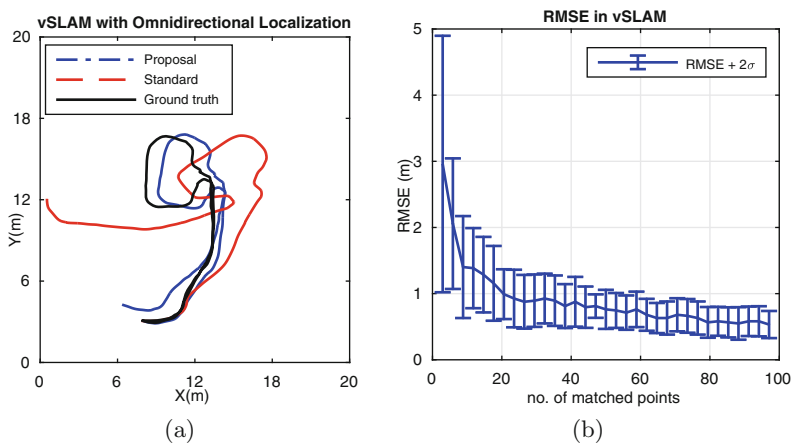 vSLAM with Omnidirectional Localization
20
18
12
6
0
Y(m)
Proposal
Standard
Ground truth
0 6 12 18 20
X(m)
(a)
RMSE in vSLAM
5
4
3
2
1
0
RMSE (m)
RMSE + 2σ
0 20 40 60 80 100
no. of matched points
(b)